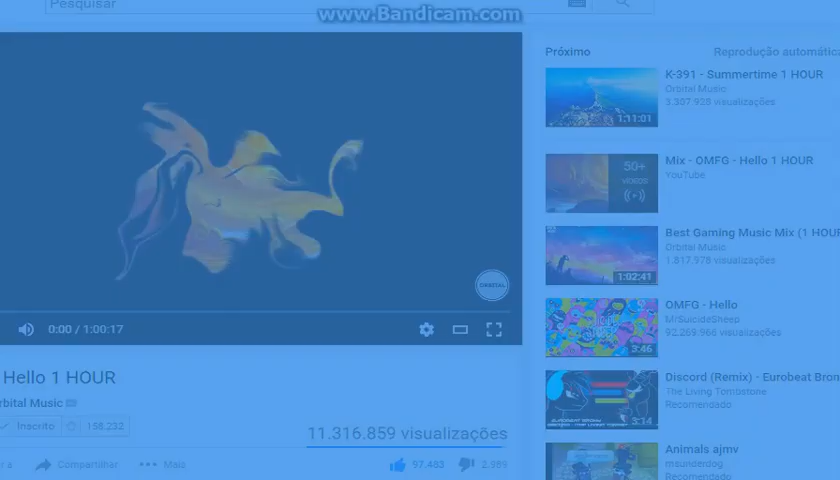 Pesquisar
www.Bandicam.com
ORBITAL
0:00 / 1:00:17
Hello 1 HOUR
rbital Music
Inscrito 158.232
11.316.859 visualizações
Compartilhar
Mais
97.483
2.989
Próximo
Reprodução automátic
K-391 - Summertime 1 HOUR
Orbital Music
3.307.928 visualizações
1:11:01
Mix - OMFG - Hello 1 HOUR
YouTube
50+
VIDEOS
Best Gaming Music Mix (1 HOUR
Orbital Music
1.817.978 visualizações
1:02:41
OMFG - Hello
MrSuicideSheep
92.269.966 visualizações
3:46
Discord (Remix) - Eurobeat Bron
The Living Tombstone
Recomendado
3:14
Animals ajmv
msunderdog
Recomendado